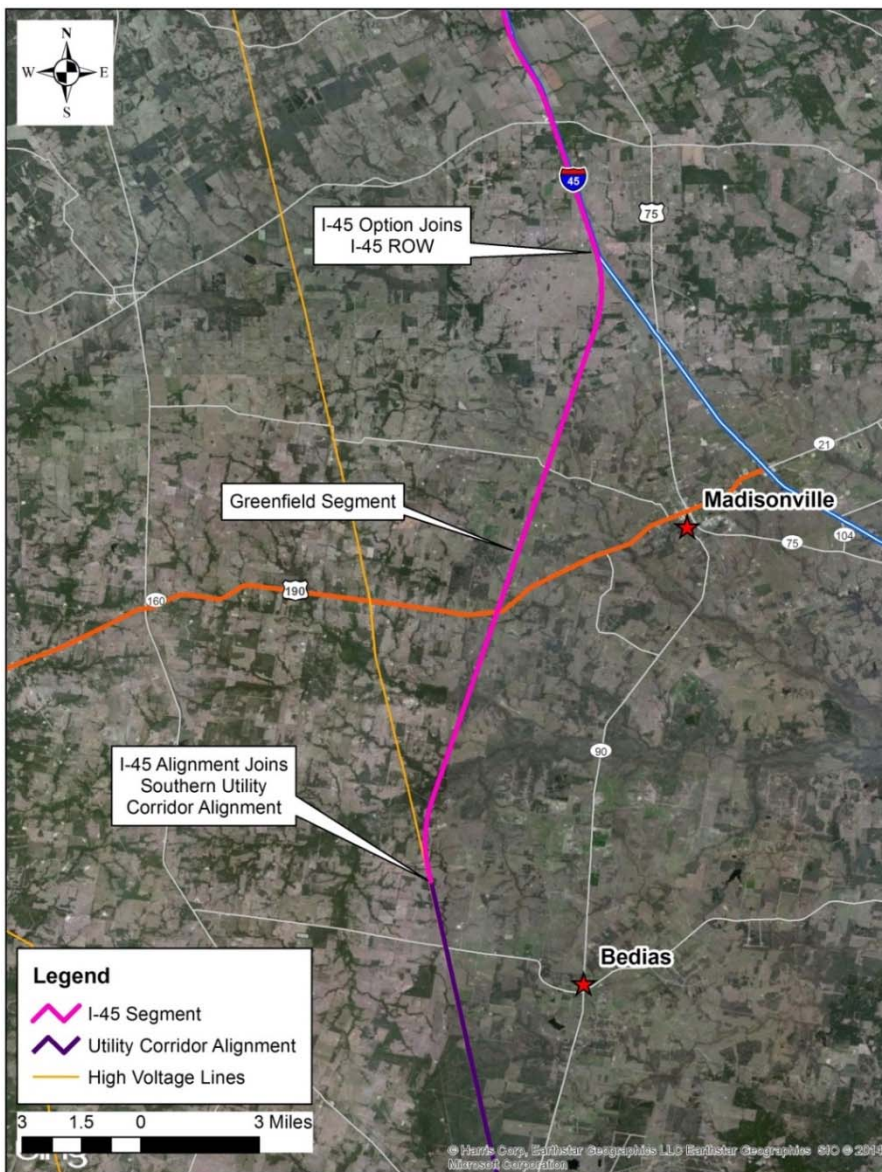 N
W
E
S
45
I-45 Option Joins
I-45 ROW
75
21
Greenfield Segment
Madisonville
104
75
190
160
90
I-45 Alignment Joins
Southern Utility
Corridor Alignment
Bedias
Legend
I-45 Segment
Utility Corridor Alignment
High Voltage Lines
3 1.5 0 3 Miles
© Harris Corp, Earthstar Geographics LLC Earthstar Geographics SIO © 2014
Microsoft Corporation